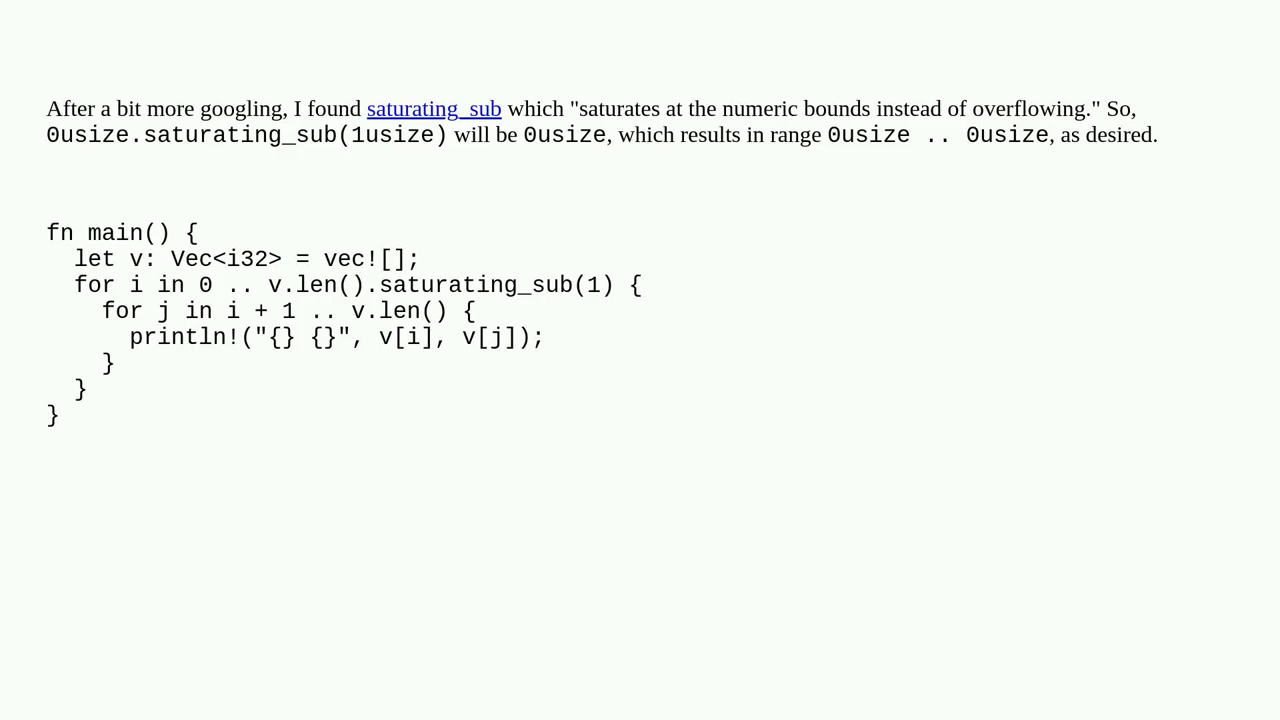 After a bit more googling, I found saturating_sub which "saturates at the numeric bounds instead of overflowing." So,
0usize.saturating_sub(1usize) will be 0usize, which results in range 0usize .. 0usize, as desired.
fn main() {
  let v: Vec<i32> = vec![];
  for i in 0 .. v.len().saturating_sub(1) {
    for j in i + 1 .. v.len() {
      println!("{} {}", v[i], v[j]);
    }
  }
}